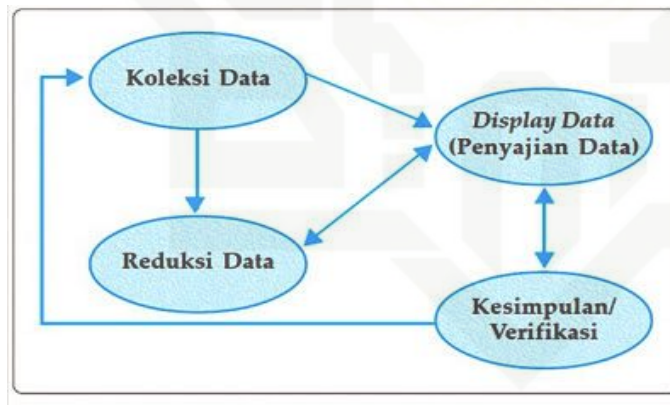 Koleksi Data
Display Data
(Penyajian Data)
Reduksi Data
Kesimpulan/
Verifikasi